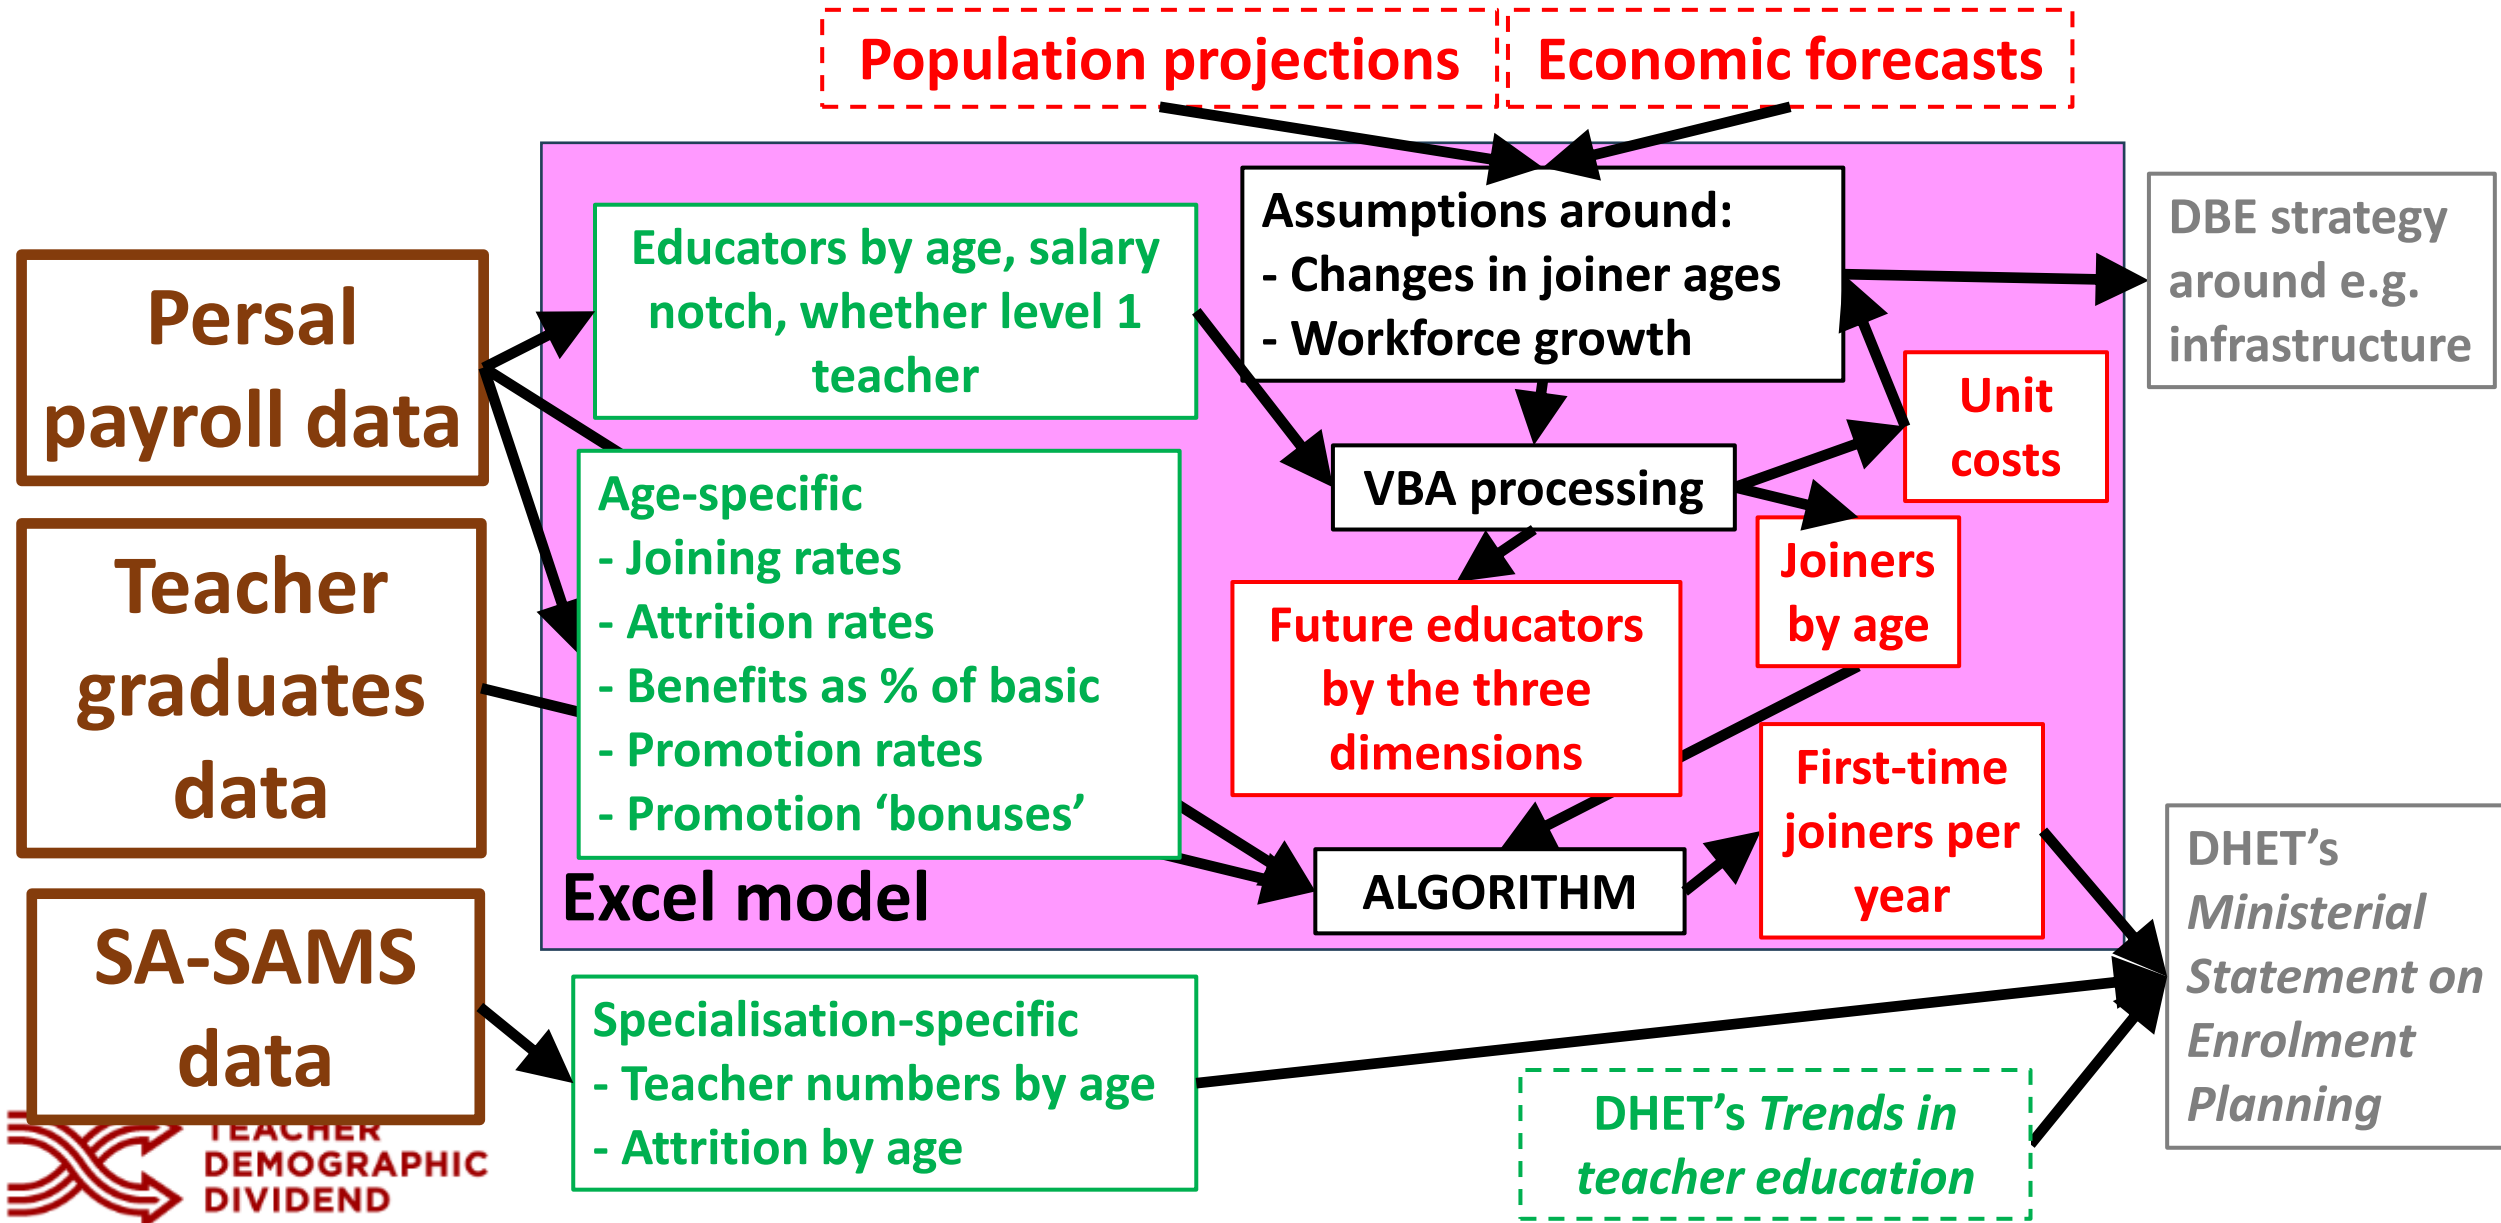 Population projections
Economic forecasts
Persal
payroll data
Teacher
graduates
data
SA-SAMS
data
Educators by age, salary
notch, whether level 1
teacher
Assumptions around:
- Changes in joiner ages
- Workforce growth
DBE strategy
around e.g.
infrastructure
Unit
costs
VBA processing
Age-specific
- Joining rates
- Attrition rates
- Benefits as % of basic
- Promotion rates
- Promotion ‘bonuses’
Joiners
by age
Future educators
by the three
dimensions
First-time
joiners per
year
ALGORITHM
Excel model
DHET’s
Ministerial
Statement on
Enrolment
Planning
Specialisation-specific
- Teacher numbers by age
- Attrition by age
DHET’s Trends in
teacher education
TEACHER
DEMOGRAPHIC
DIVIDEND